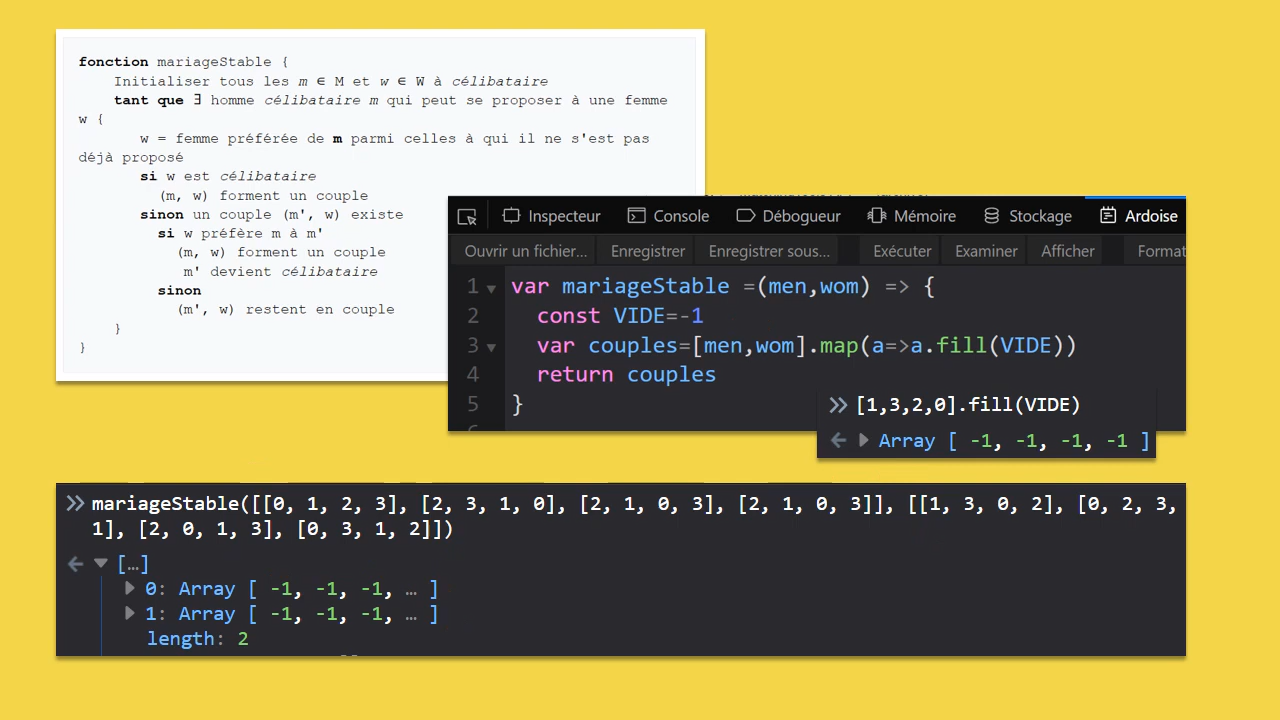 fonction mariageStable {
Initialiser tous les m ∈ M et w ∈ W à célibataire
tant que ∃ homme célibataire m qui peut se proposer à une femme
w {
w = femme préférée de m parmi celles à qui il ne s'est pas
déjà proposé
si w est célibataire
(m, w) forment un couple
sinon un couple (m', w) existe
si w préfère m à m'
(m, w) forment un couple
m' devient célibataire
sinon
(m', w) restent en couple
}
}
Inspecteur Console Débogueur Mémoire Stockage Ardoise
Ouvrir un fichier... Enregistrer Enregistrer sous... Exécuter Examiner Afficher Format
1 var mariageStable =(men,wom) => {
2 const VIDE=-1
3 var couples=[men,wom].map(a=>a.fill(VIDE))
4 return couples
5 }
>> [1,3,2,0].fill(VIDE)
Array [ -1, -1, -1, -1 ]
>> mariageStable([[0, 1, 2, 3], [2, 3, 1, 0], [2, 1, 0, 3], [2, 1, 0, 3]], [[1, 3, 0, 2], [0, 2, 3,
1], [2, 0, 1, 3], [0, 3, 1, 2]])
[…]
0: Array [ -1, -1, -1, … ]
1: Array [ -1, -1, -1, … ]
length: 2